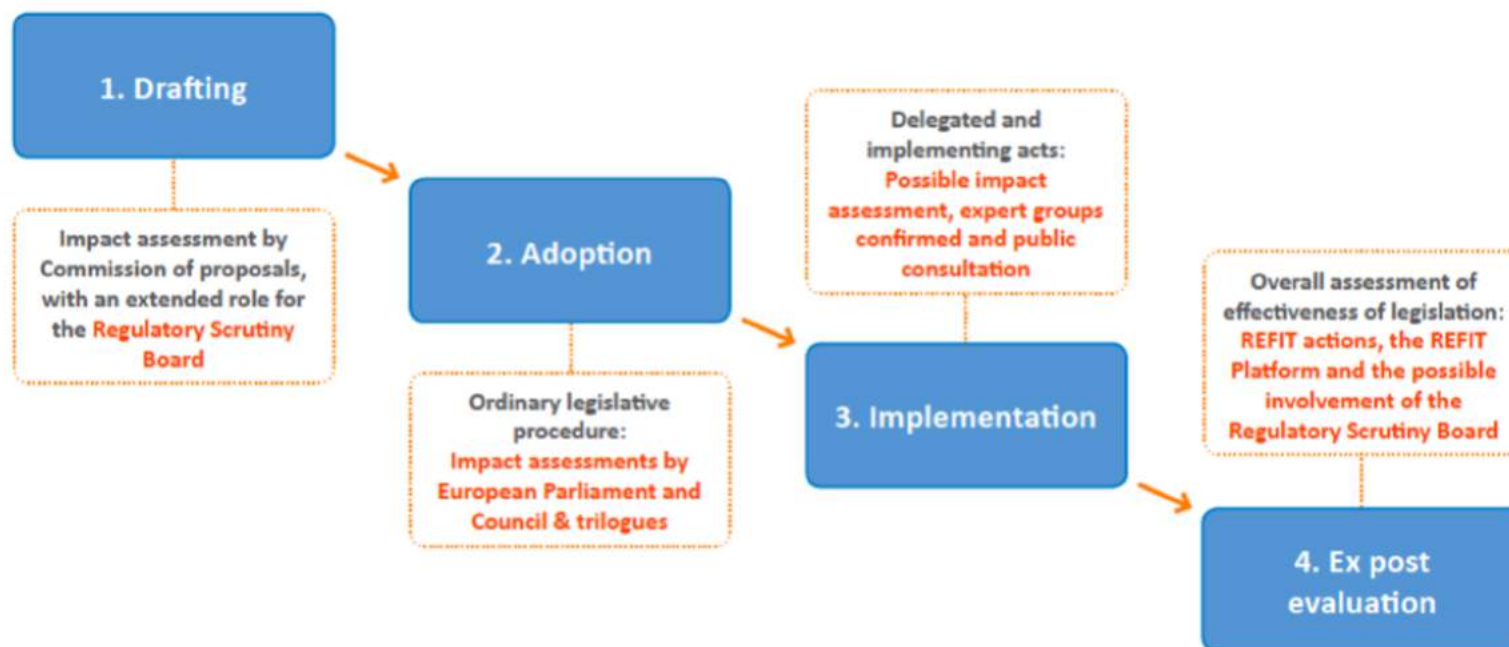 1. Drafting
Impact assessment by
Commission of proposals,
with an extended role for
the Regulatory Scrutiny
Board
2. Adoption
Ordinary legislative
procedure:
Impact assessments by
European Parliament and
Council & trilogues
Delegated and
implementing acts:
Possible impact
assessment, expert groups
confirmed and public
consultation
3. Implementation
Overall assessment of
effectiveness of legislation:
REFIT actions, the REFIT
Platform and the possible
involvement of the
Regulatory Scrutiny Board
4. Ex post
evaluation